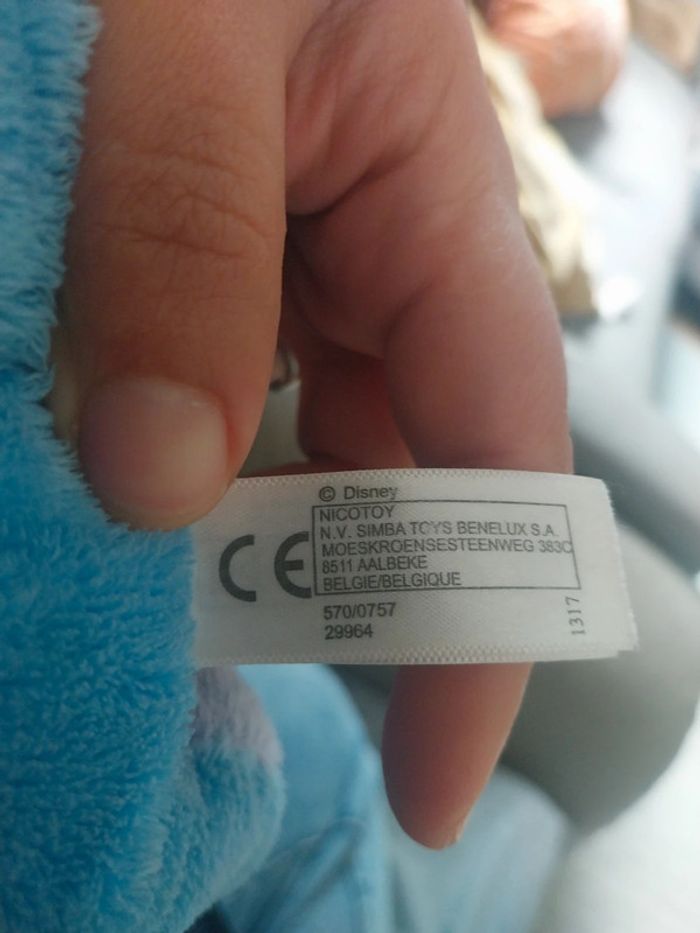 © Disney
NICOTOY
N.V. SIMBA TOYS BENELUX S.A.
MOESKROENSESTEENWEG 383C
8511 AALBEKE
BELGIE/BELGIQUE
CE
570/0757
29964
1317